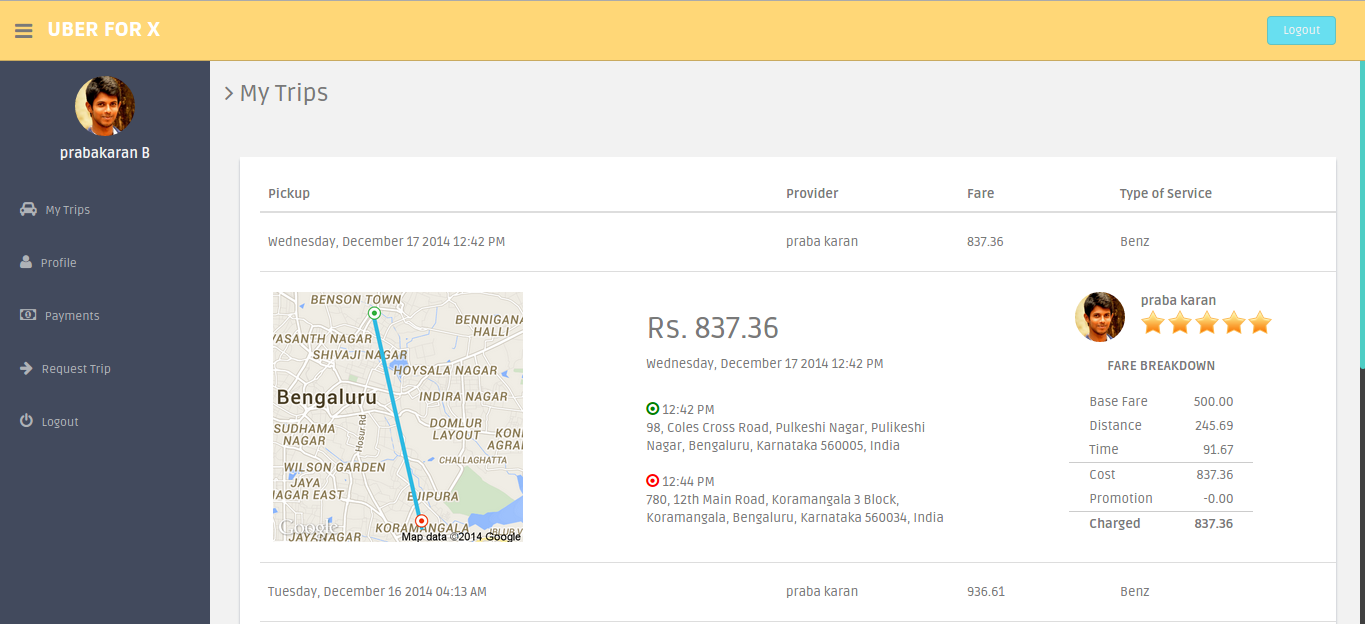 UBER FOR X
Logout
prabakaran B
My Trips
Profile
Payments
Request Trip
Logout
My Trips
Pickup Provider Fare Type of Service
Wednesday, December 17 2014 12:42 PM praba karan 837.36 Benz
BENSON TOWN
BENNIGANA
HALLI
VASANTH NAGAR
SHIVAJI NAGAR
HOYSALA NAGAR
Bengaluru
INDIRA NAGAR
SUDHAMA
NAGAR
Hosur Rd
DOMLUR
LAYOUT
KONI
AGRA
CHALLAGHATTA
WILSON GARDEN
JAYA
NAGAR EAST
EJIPURA
KORAMANGALA
Google
JAYANAGAR
Map data ©2014 Google
Rs. 837.36
Wednesday, December 17 2014 12:42 PM
12:42 PM
98, Coles Cross Road, Pulkeshi Nagar, Pulikeshi
Nagar, Bengaluru, Karnataka 560005, India
12:44 PM
780, 12th Main Road, Koramangala 3 Block,
Koramangala, Bengaluru, Karnataka 560034, India
praba karan
FARE BREAKDOWN
Base Fare 500.00
Distance 245.69
Time 91.67
Cost 837.36
Promotion -0.00
Charged 837.36
Tuesday, December 16 2014 04:13 AM praba karan 936.61 Benz